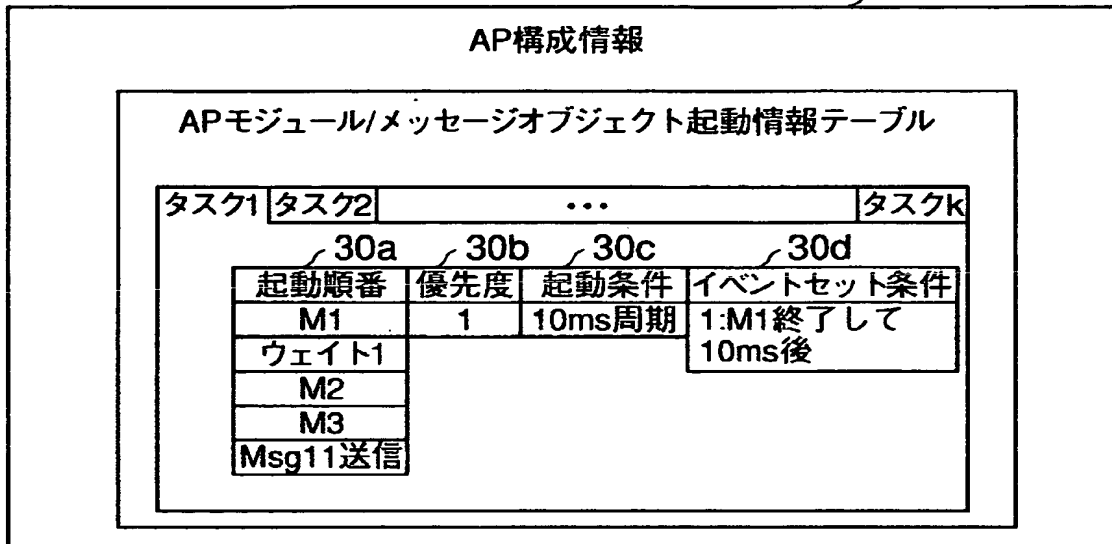 AP構成情報
APモジュール/メッセージオブジェクト起動情報テーブル
タスク1 タスク2 ・・・ タスクk
30a 30b 30c 30d
起動順番 優先度 起動条件 イベントセット条件
M1 1 10ms周期 1:M1終了して
ウェイト1 10ms後
M2
M3
Msg11送信